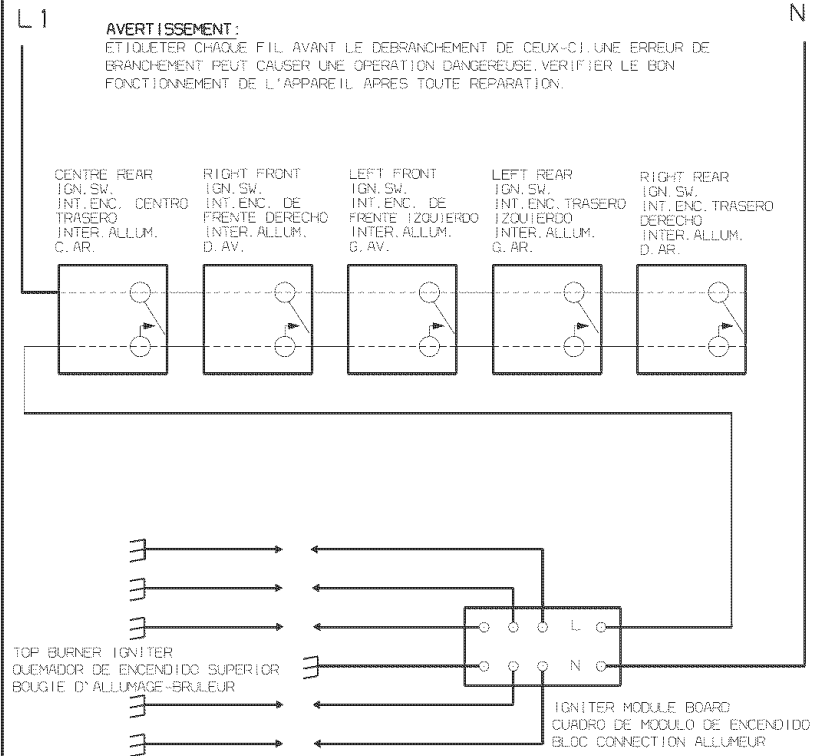 L1
N
AVERTISSEMENT:
ETIQUETER CHAQUE FIL AVANT LE DEBRANCHEMENT DE CEUX-CI.UNE ERREUR DE
BRANCHEMENT PEUT CAUSER UNE OPERATION DANGEREUSE.VERIFIER LE BON
FONCTIONNEMENT DE L'APPAREIL APRES TOUTE REPARATION.
CENTRE REAR
IGN.SW.
INT.ENC. CENTRO
TRASERO
INTER.ALLUM.
C.AR.
RIGHT FRONT
IGN.SW.
INT.ENC. DE
FRENTE DERECHO
INTER.ALLUM.
D.AV.
LEFT FRONT
IGN.SW.
INT.ENC. DE
FRENTE IZQUIERDO
INTER.ALLUM.
G.AV.
LEFT REAR
IGN.SW.
INT.ENC.TRASERO
IZQUIERDO
INTER.ALLUM.
G.AR.
RIGHT REAR
IGN.SW.
INT.ENC.TRASERO
DERECHO
INTER.ALLUM.
D.AR.
L
N
TOP BURNER IGNITER
QUEMADOR DE ENCENDIDO SUPERIOR
BOUGIE D'ALLUMAGE-BRULEUR
IGNITER MODULE BOARD
CUADRO DE MODULO DE ENCENDIDO
BLOC CONNECTION ALLUMEUR